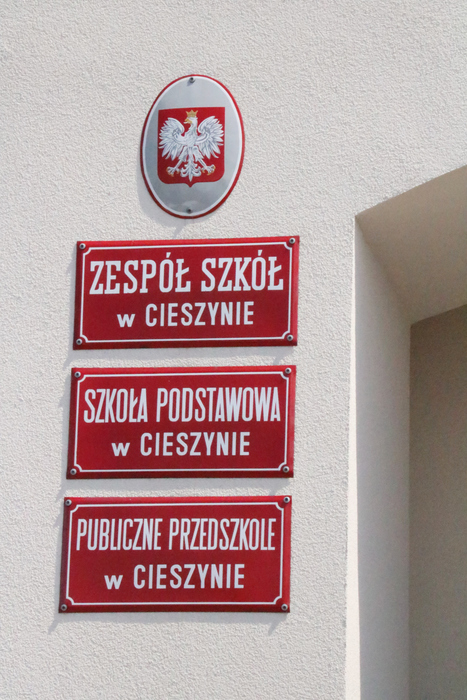 ZESPÓŁ SZKÓŁ
w CIESZYNIE
SZKOŁA PODSTAWOWA
w CIESZYNIE
PUBLICZNE PRZEDSZKOLE
w CIESZYNIE